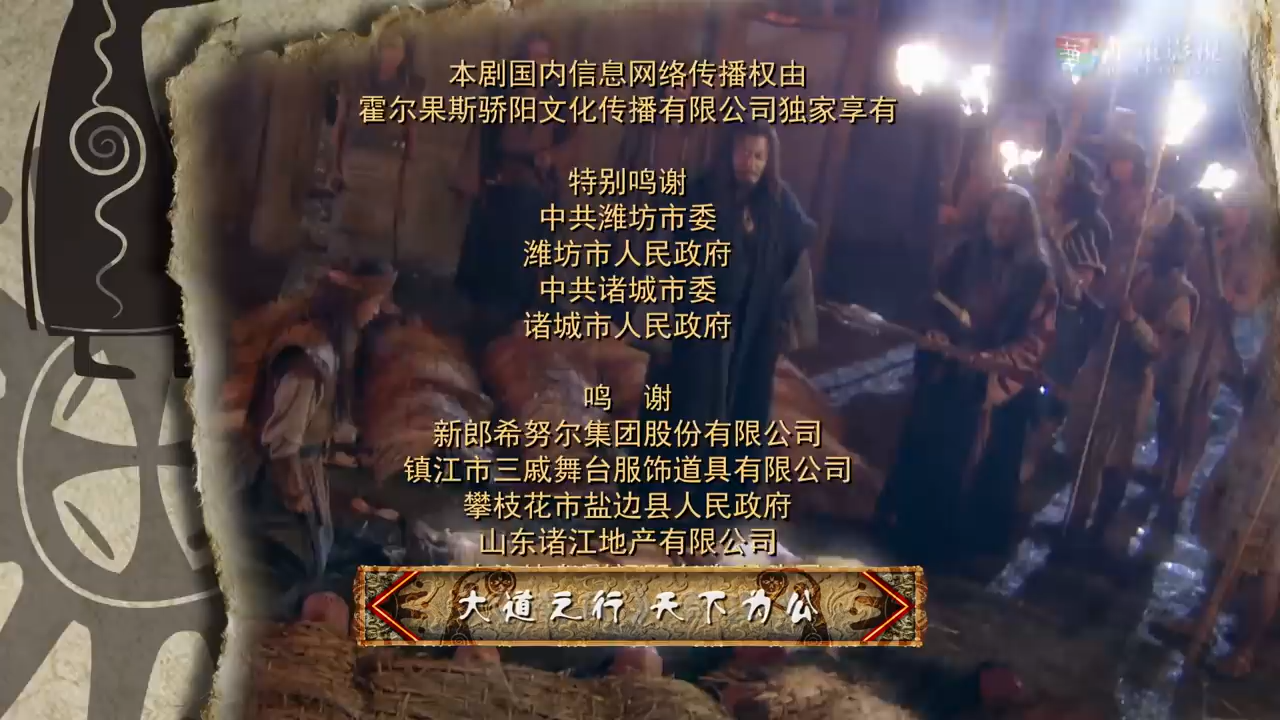 本剧国内信息网络传播权由
霍尔果斯骄阳文化传播有限公司独家享有
特别鸣谢
中共潍坊市委
潍坊市人民政府
中共诸城市委
诸城市人民政府
鸣 谢
新郎希努尔集团股份有限公司
镇江市三戚舞台服饰道具有限公司
攀枝花市盐边县人民政府
山东诸江地产有限公司
大道之行 天下为公